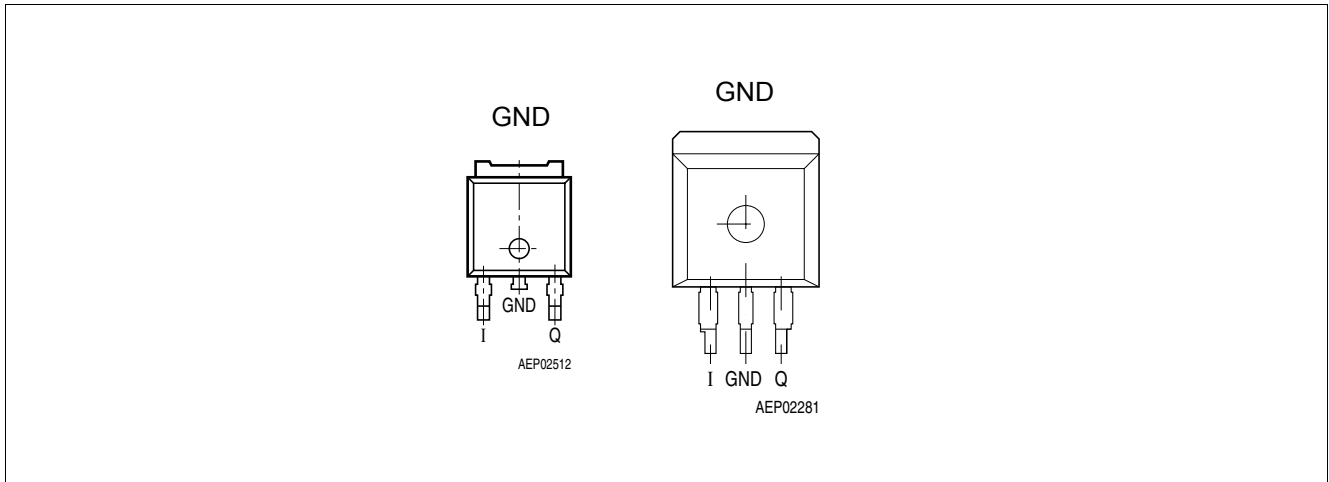 GND
GND
I
GND
Q
AEP02512
I GND Q
AEP02281